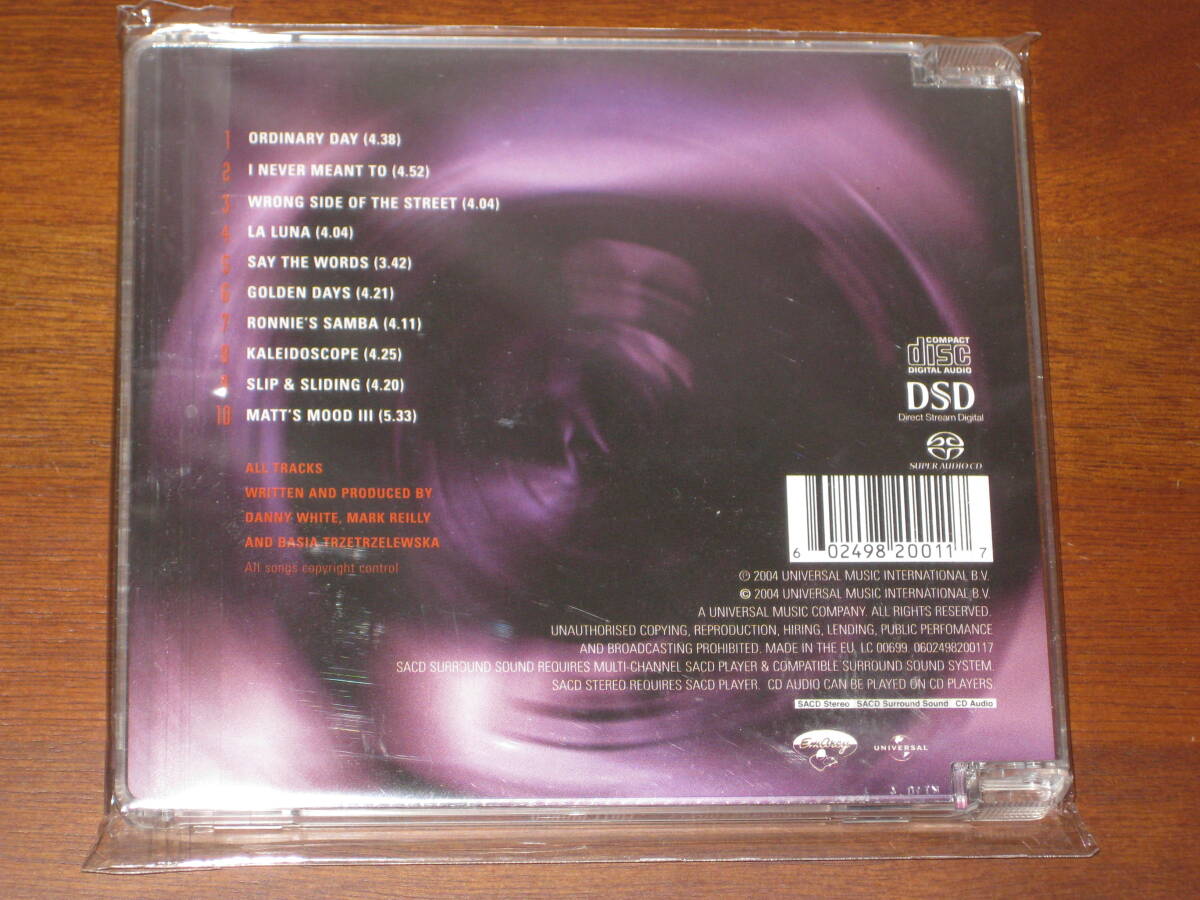 1 ORDINARY DAY (4.38)
2 I NEVER MEANT TO (4.52)
3 WRONG SIDE OF THE STREET (4.04)
4 LA LUNA (4.04)
5 SAY THE WORDS (3.42)
6 GOLDEN DAYS (4.21)
7 RONNIE'S SAMBA (4.11)
8 KALEIDOSCOPE (4.25)
9 SLIP & SLIDING (4.20)
10 MATT'S MOOD III (5.33)
ALL TRACKS
WRITTEN AND PRODUCED BY
DANNY WHITE, MARK REILLY
AND BASIA TRZETRZELEWSKA
All songs copyright control
COMPACT
disc
DIGITAL AUDIO
DSD
Direct Stream Digital
SUPER AUDIO CD
6 02498 20011 7
℗ 2004 UNIVERSAL MUSIC INTERNATIONAL B.V.
© 2004 UNIVERSAL MUSIC INTERNATIONAL B.V.
A UNIVERSAL MUSIC COMPANY. ALL RIGHTS RESERVED.
UNAUTHORISED COPYING, REPRODUCTION, HIRING, LENDING, PUBLIC PERFOMANCE
AND BROADCASTING PROHIBITED. MADE IN THE EU. LC 00699. 0602498200117
SACD SURROUND SOUND REQUIRES MULTI-CHANNEL SACD PLAYER & COMPATIBLE SURROUND SOUND SYSTEM.
SACD STEREO REQUIRES SACD PLAYER. CD AUDIO CAN BE PLAYED ON CD PLAYERS.
SACD Stereo SACD Surround Sound CD Audio
EmArcy UNIVERSAL